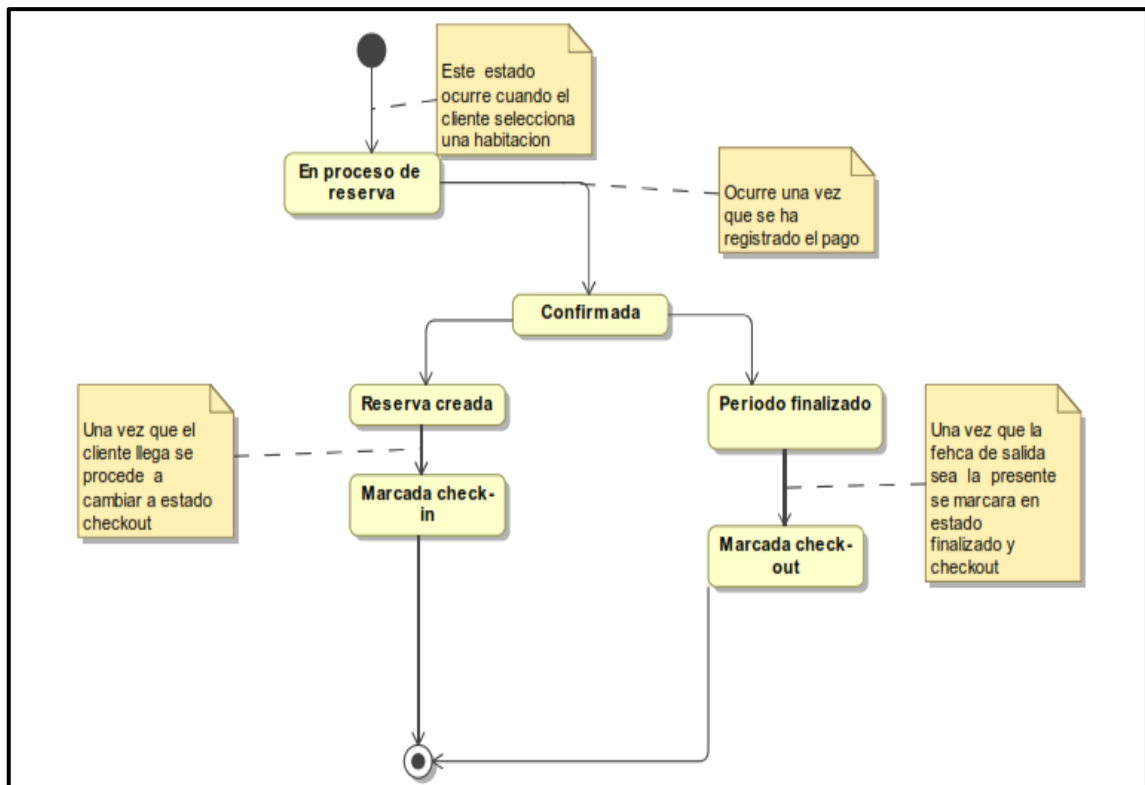 Este estado
ocurre cuando el
cliente selecciona
una habitacion
En proceso de
reserva
Ocurre una vez
que se ha
registrado el pago
Confirmada
Reserva creada
Periodo finalizado
Una vez que el
cliente llega se
procede a
cambiar a estado
checkout
Una vez que la
fehca de salida
sea la presente
se marcara en
estado
finalizado y
checkout
Marcada check-
in
Marcada check-
out